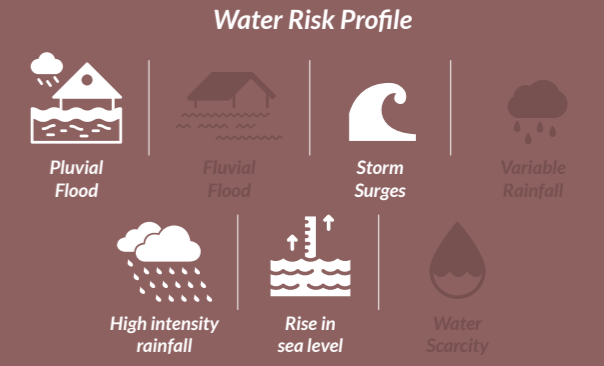 Water Risk Profile
Pluvial
Flood
Fluvial
Flood
Storm
Surges
Variable
Rainfall
High intensity
rainfall
Rise in
sea level
Water
Scarcity